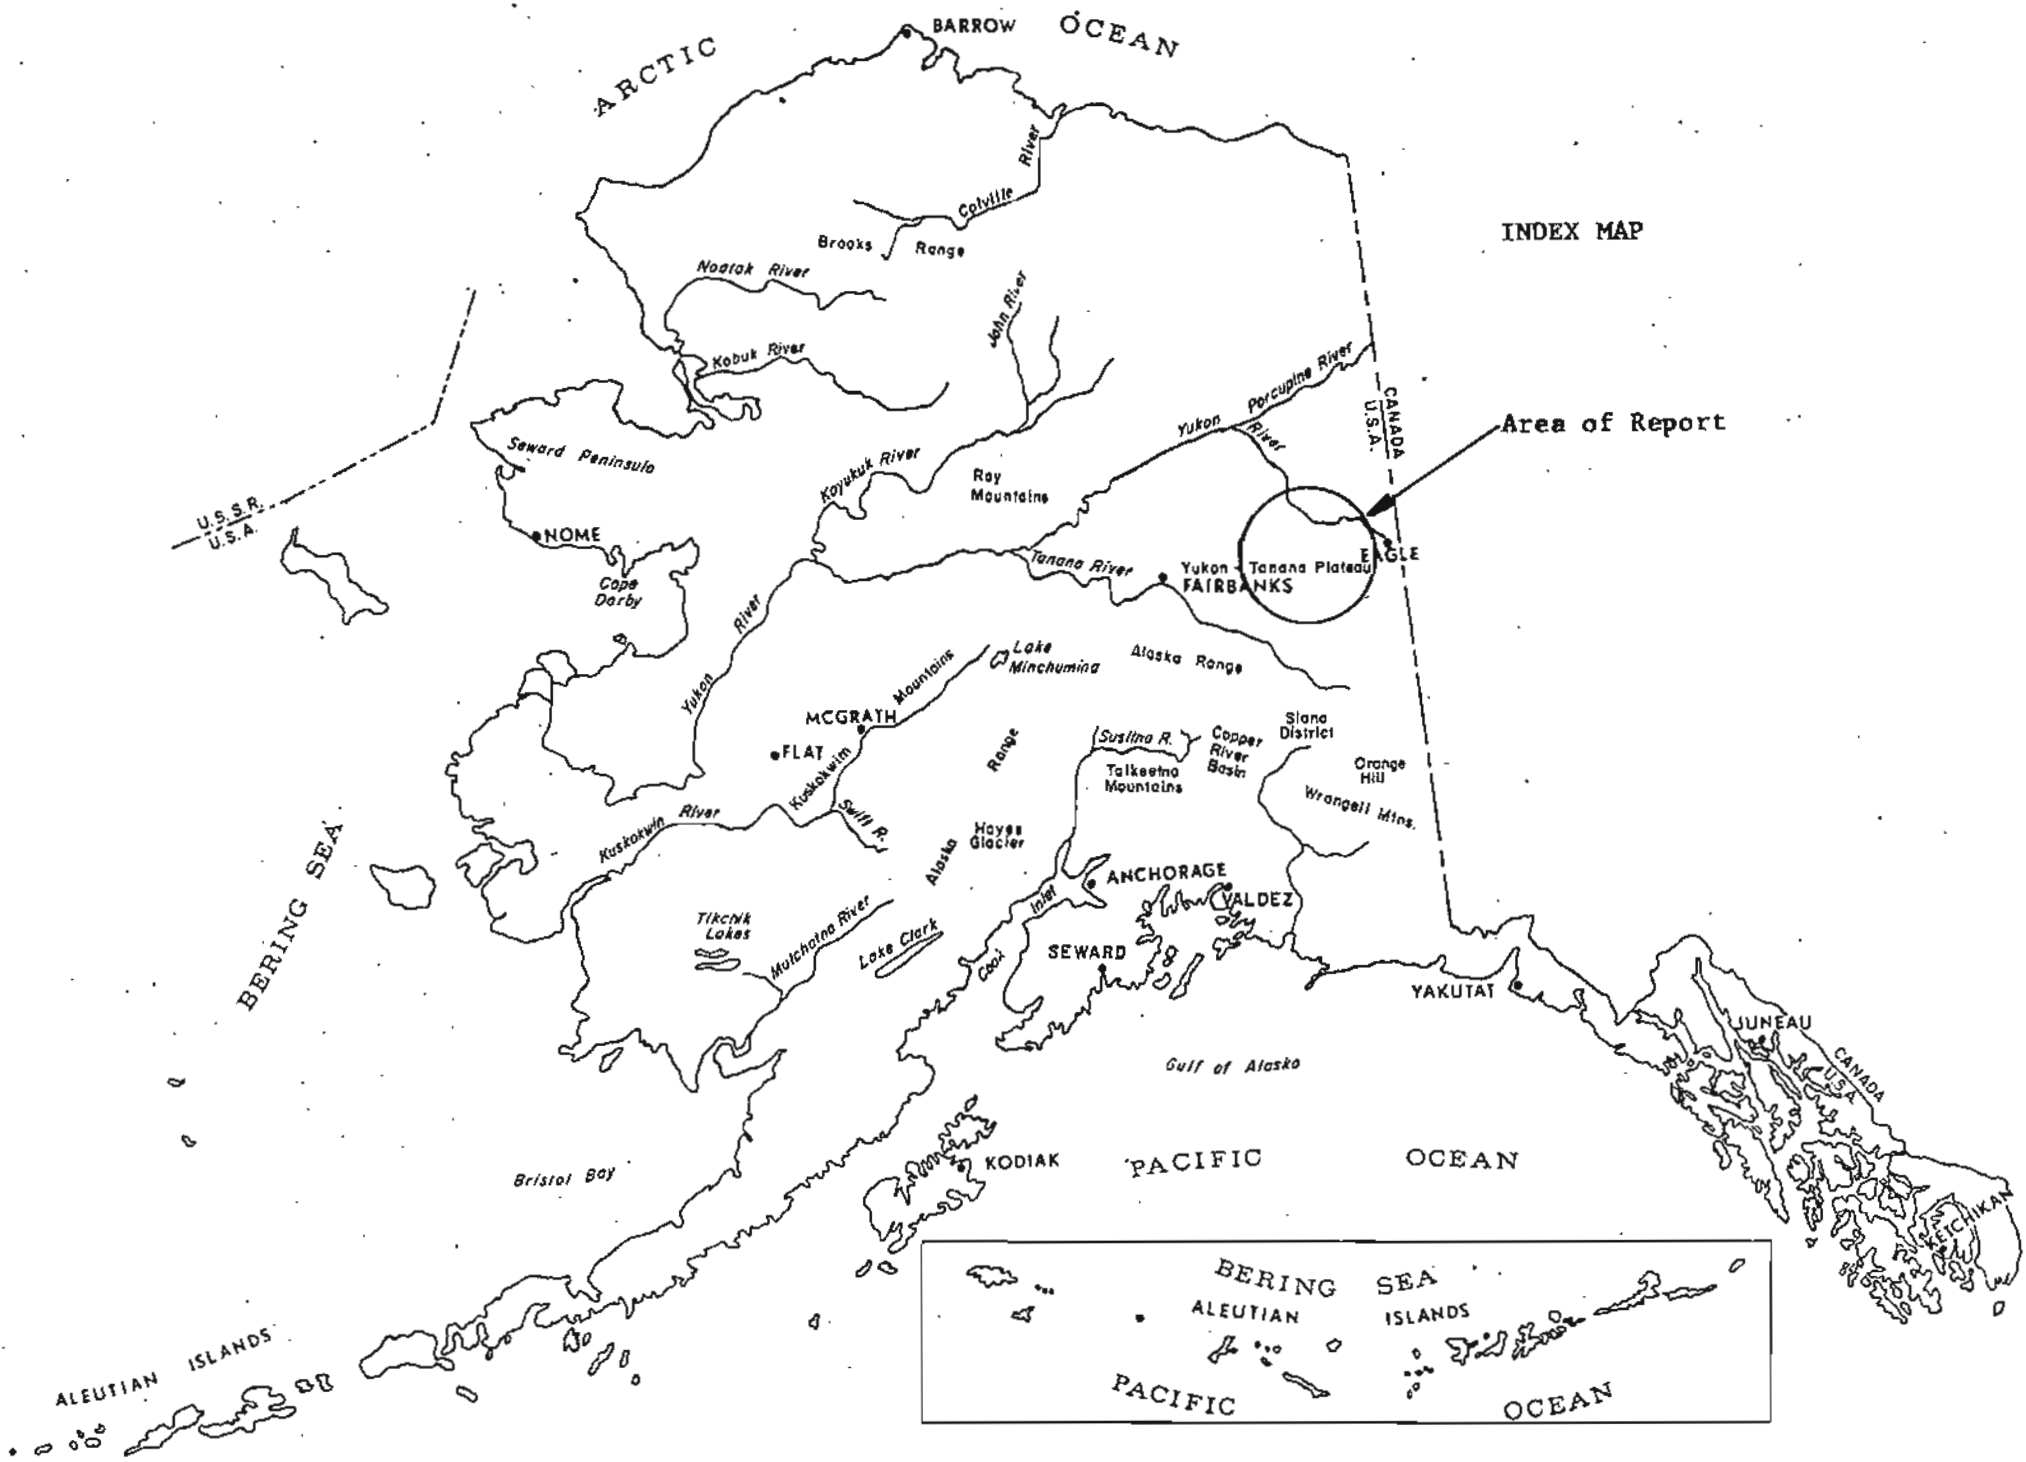 BARROW
ARCTIC
OCEAN
River
Colville
Brooks Range
INDEX MAP
Noatak River
John River
Kobuk River
Porcupine River
Yukon
River
CANADA
U.S.A.
Area of Report
Seward Peninsula
Koyukuk River
Ray
Mountains
U.S.S.R.
U.S.A.
NOME
EAGLE
Tanana River
Yukon - Tanana Plateau
FAIRBANKS
Cape
Darby
River
Yukon
Lake
Minchumina
Alaska Range
Mountains
MCGRATH
FLAT
Kuskokwim
Range
Susitna R.
Copper
River
Basin
Slana
District
Talkeetna
Mountains
Orange
Hill
Wrangell Mtns.
Kuskokwin River
Swift R.
Hayes
Glacier
Alaska
BERING SEA
ANCHORAGE
VALDEZ
Inlet
Cook
Tikchik
Lakes
Mulchatna River
Lake Clark
SEWARD
YAKUTAT
JUNEAU
CANADA
U.S.A.
Gulf of Alaska
KODIAK
PACIFIC OCEAN
Bristol Bay
KETCHIKAN
BERING SEA
ALEUTIAN ISLANDS
PACIFIC OCEAN
ALEUTIAN ISLANDS